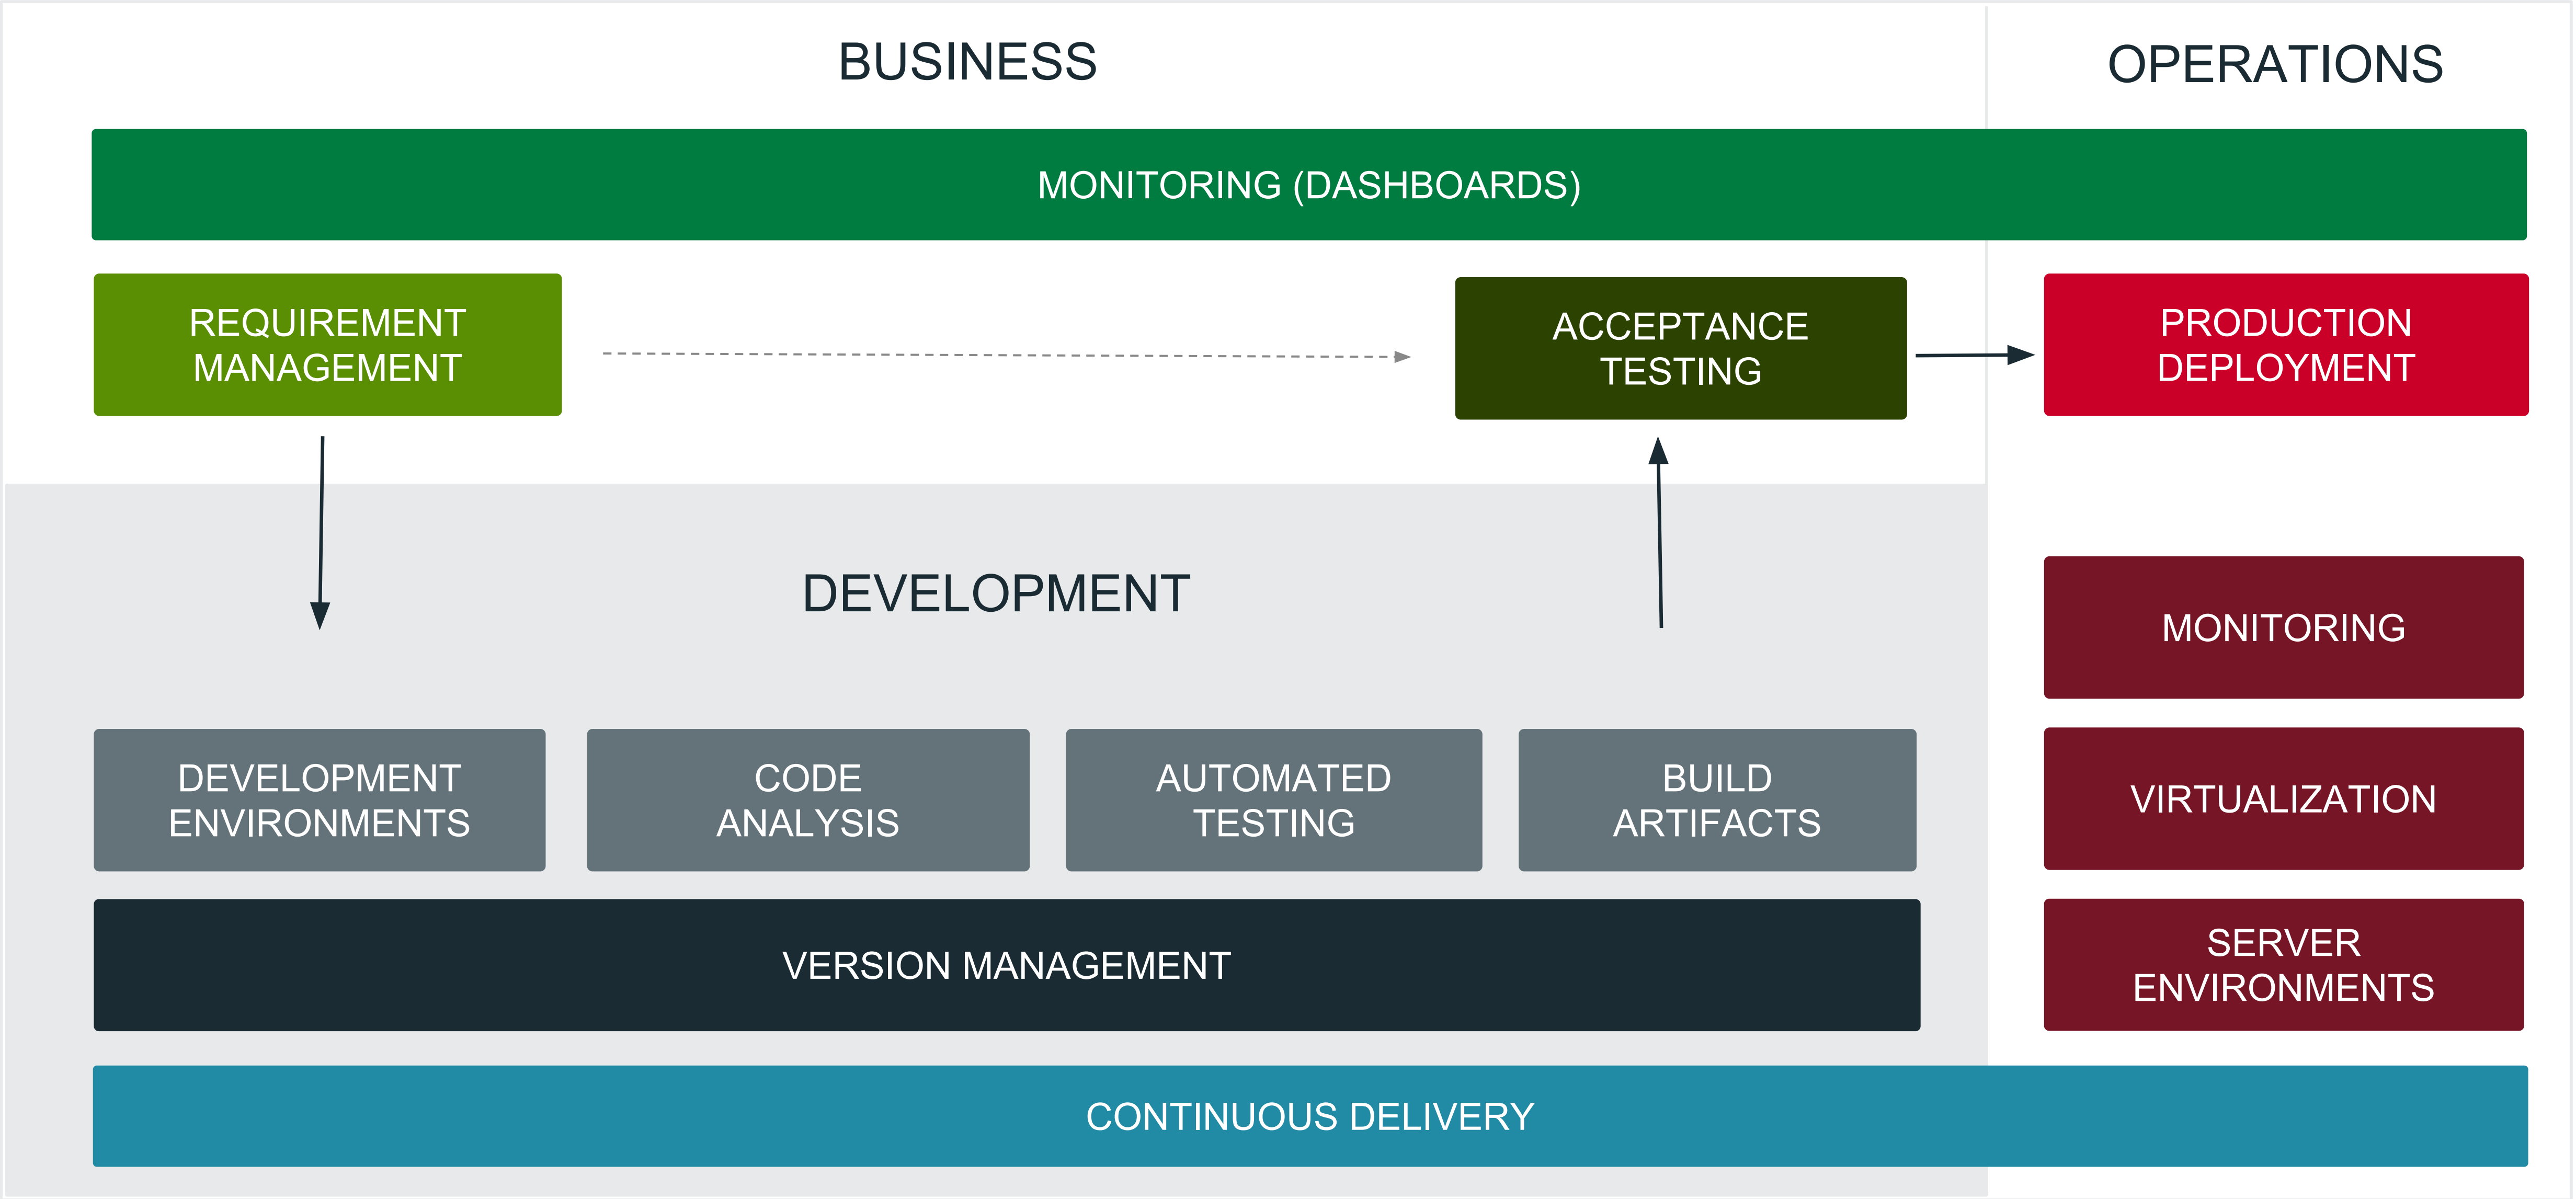 BUSINESS
OPERATIONS
MONITORING (DASHBOARDS)
REQUIREMENT
MANAGEMENT
ACCEPTANCE
TESTING
PRODUCTION
DEPLOYMENT
DEVELOPMENT
MONITORING
DEVELOPMENT
ENVIRONMENTS
CODE
ANALYSIS
AUTOMATED
TESTING
BUILD
ARTIFACTS
VIRTUALIZATION
VERSION MANAGEMENT
SERVER
ENVIRONMENTS
CONTINUOUS DELIVERY